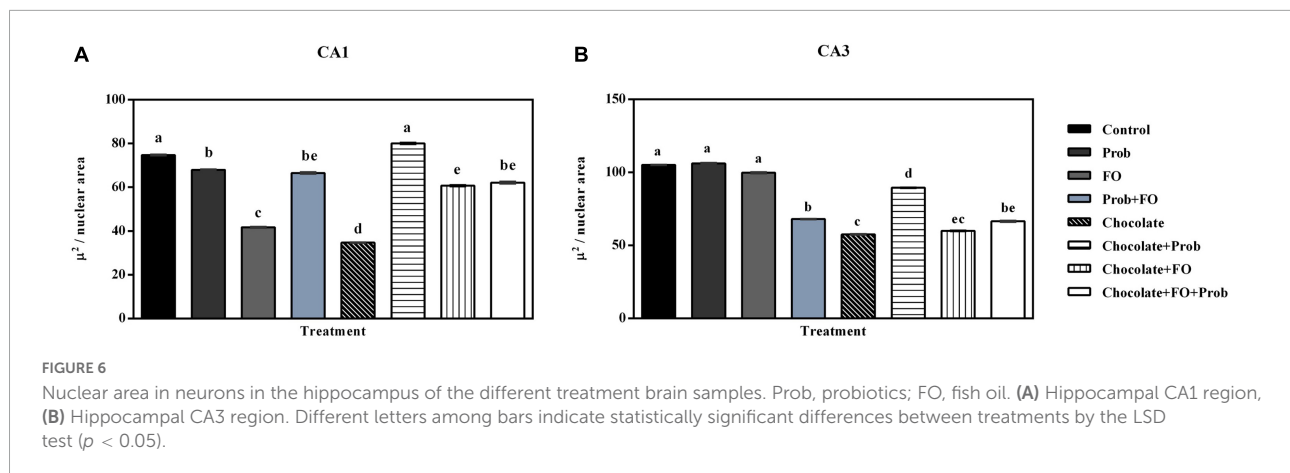 A
CA1
μ² / nuclear area
100
80
60
40
20
0
a
b
c
be
d
a
e
be
Treatment
B
CA3
μ² / nuclear area
150
100
50
0
a
a
a
b
c
d
ec
be
Treatment
Control
Prob
FO
Prob+FO
Chocolate
Chocolate+Prob
Chocolate+FO
Chocolate+FO+Prob
FIGURE 6
Nuclear area in neurons in the hippocampus of the different treatment brain samples. Prob, probiotics; FO, fish oil. (A) Hippocampal CA1 region,
(B) Hippocampal CA3 region. Different letters among bars indicate statistically significant differences between treatments by the LSD
test (p < 0.05).